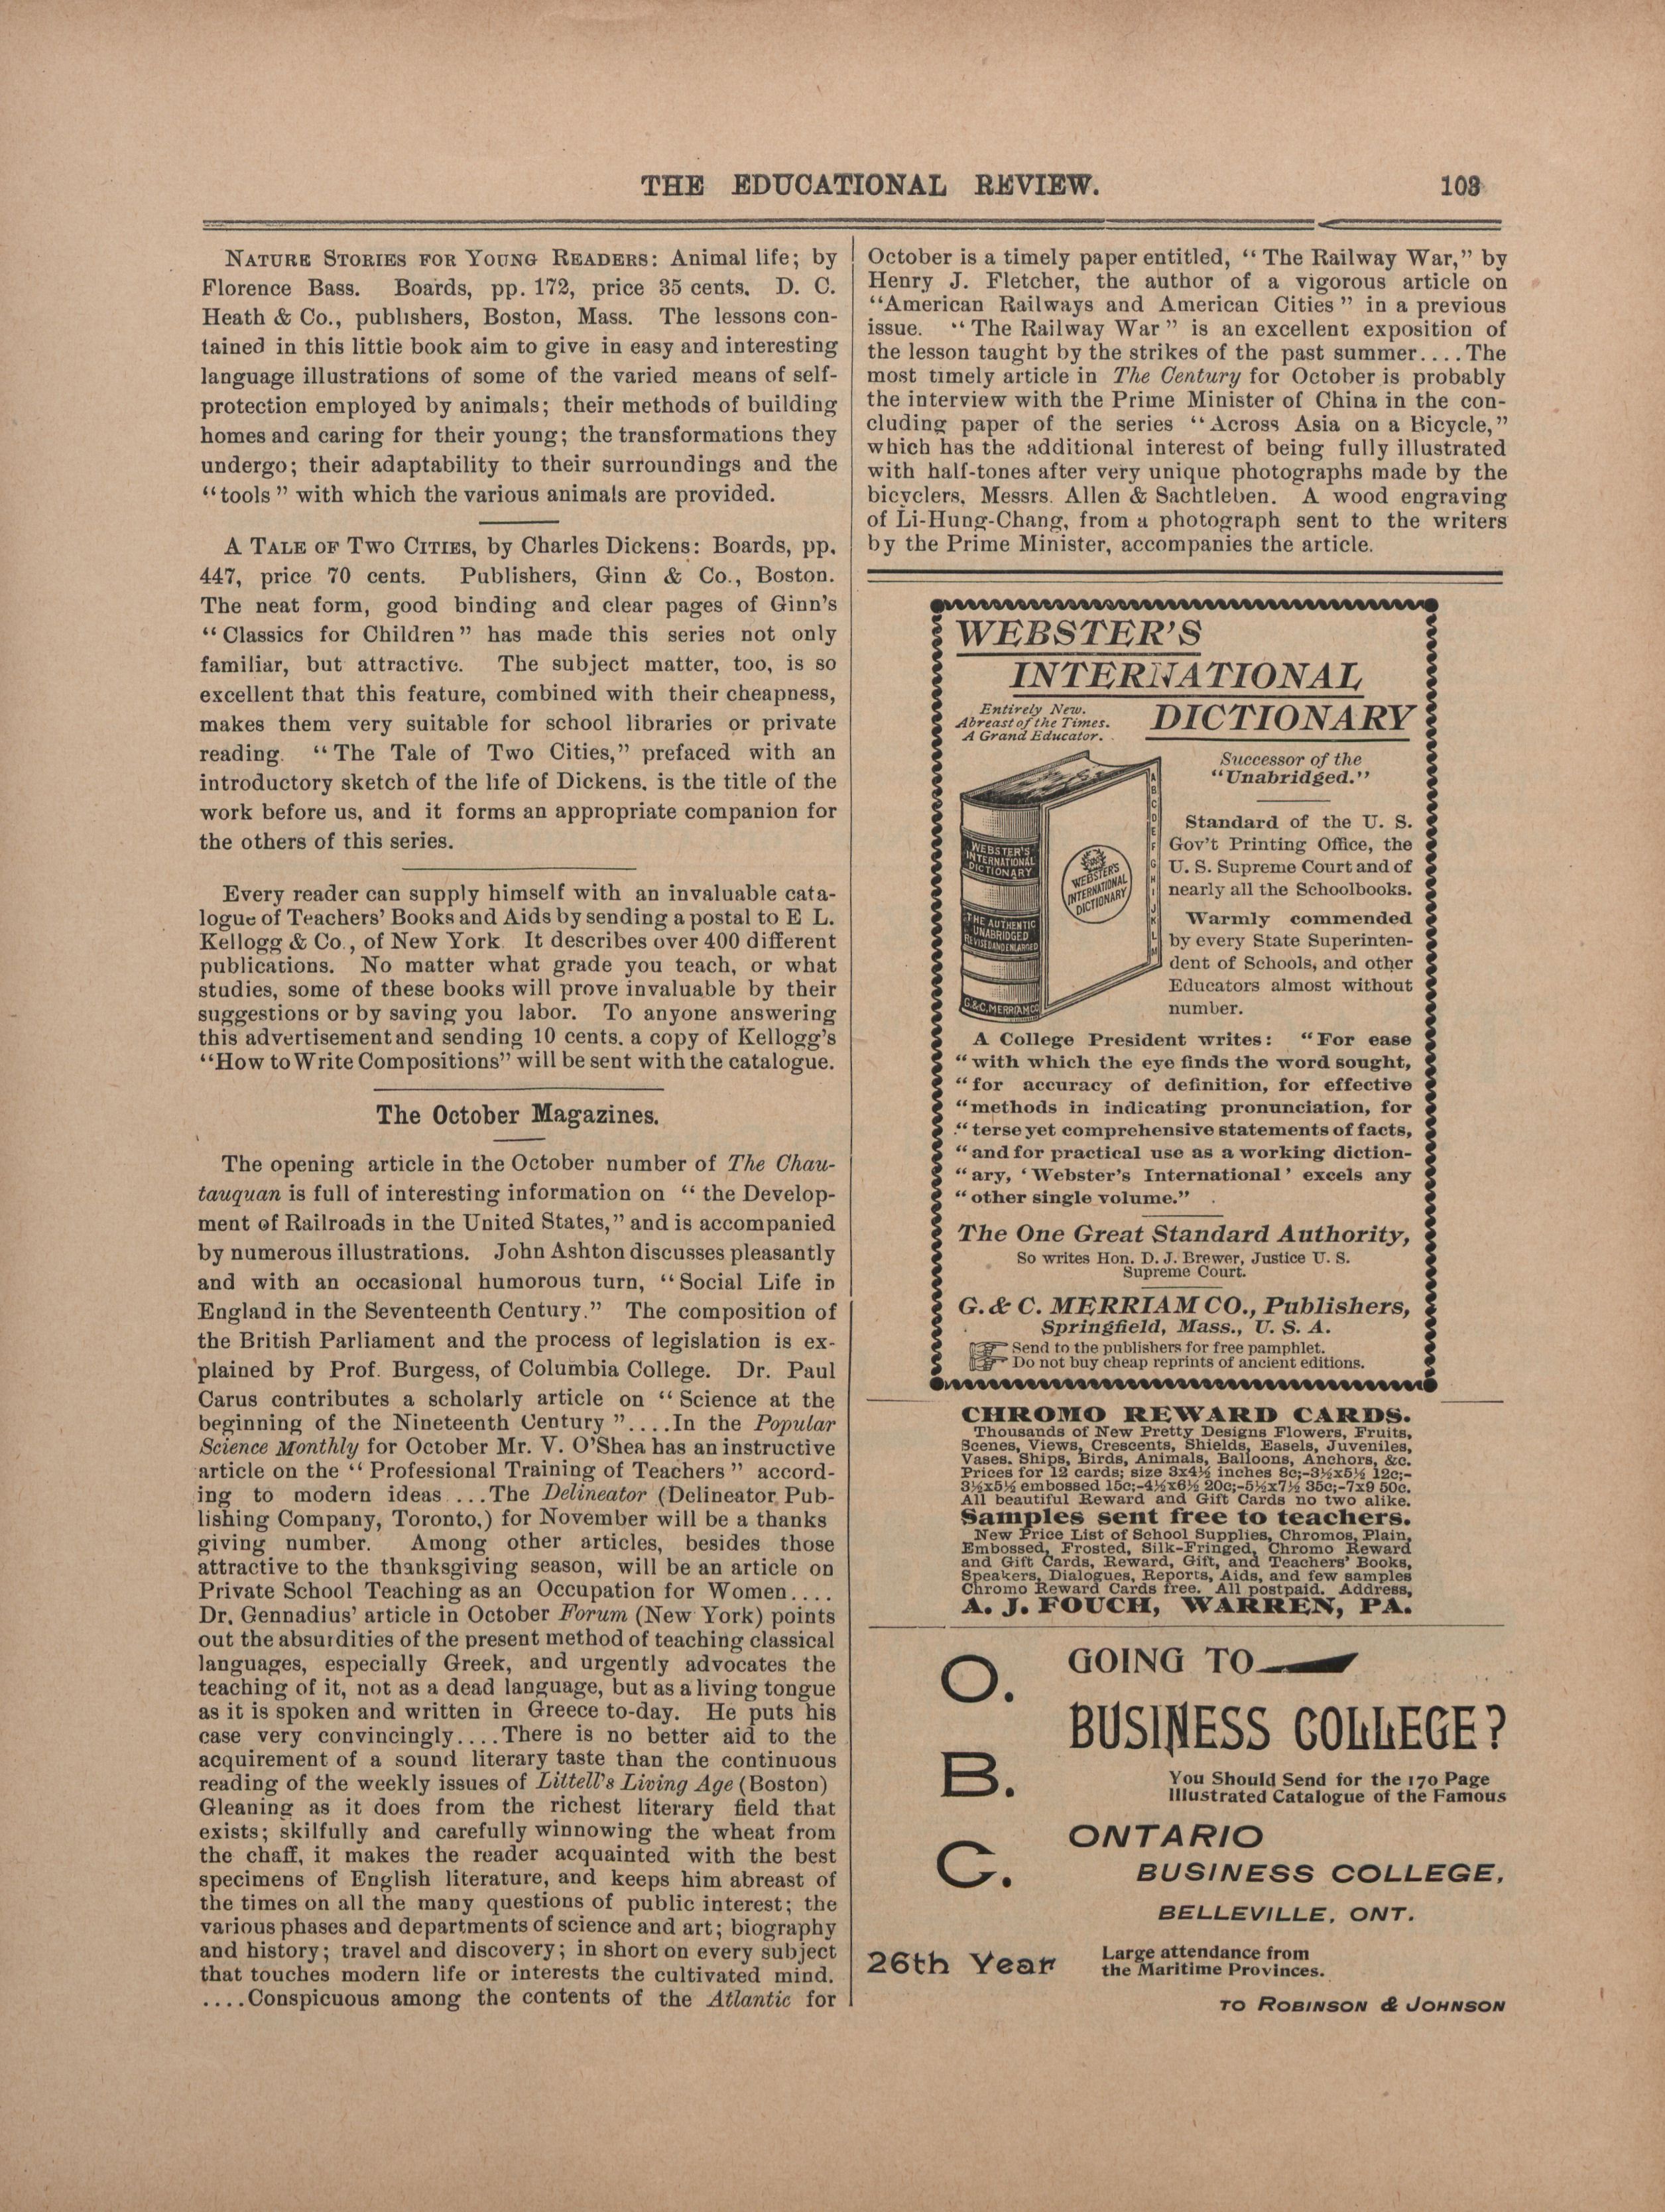 THE EDUCATIONAL REVIEW. 103
NATURE STORIES FOR YOUNG READERS: Animal life; by
Florence Bass. Boards, pp. 172, price 35 cents. D. C.
Heath & Co., publishers, Boston, Mass. The lessons con-
tained in this little book aim to give in easy and interesting
language illustrations of some of the varied means of self-
protection employed by animals; their methods of building
homes and caring for their young; the transformations they
undergo; their adaptability to their surroundings and the
“tools” with which the various animals are provided.
A TALE OF TWO CITIES, by Charles Dickens: Boards, pp.
447, price 70 cents. Publishers, Ginn & Co., Boston.
The neat form, good binding and clear pages of Ginn's
“Classics for Children” has made this series not only
familiar, but attractive. The subject matter, too, is so
excellent that this feature, combined with their cheapness,
makes them very suitable for school libraries or private
reading. “The Tale of Two Cities,” prefaced with an
introductory sketch of the life of Dickens, is the title of the
work before us, and it forms an appropriate companion for
the others of this series.
Every reader can supply himself with an invaluable cata-
logue of Teachers' Books and Aids by sending a postal to E L.
Kellogg & Co., of New York It describes over 400 different
publications. No matter what grade you teach, or what
studies, some of these books will prove invaluable by their
suggestions or by saving you labor. To anyone answering
this advertisement and sending 10 cents. a copy of Kellogg's
“How to Write Compositions” will be sent with the catalogue.
The October Magazines.
The opening article in the October number of The Chau-
tauquan is full of interesting information on “the Develop-
ment of Railroads in the United States,” and is accompanied
by numerous illustrations. John Ashton discusses pleasantly
and with an occasional humorous turn, “Social Life in
England in the Seventeenth Century.” The composition of
the British Parliament and the process of legislation is ex-
plained by Prof. Burgess, of Columbia College. Dr. Paul
Carus contributes a scholarly article on “Science at the
beginning of the Nineteenth Century”....In the Popular
Science Monthly for October Mr. V. O'Shea has an instructive
article on the “Professional Training of Teachers” accord-
ing to modern ideas....The Delineator (Delineator Pub-
lishing Company, Toronto,) for November will be a thanks
giving number. Among other articles, besides those
attractive to the thanksgiving season, will be an article on
Private School Teaching as an Occupation for Women....
Dr. Gennadius' article in October Forum (New York) points
out the absurdities of the present method of teaching classical
languages, especially Greek, and urgently advocates the
teaching of it, not as a dead language, but as a living tongue
as it is spoken and written in Greece to-day. He puts his
case very convincingly....There is no better aid to the
acquirement of a sound literary taste than the continuous
reading of the weekly issues of Littell's Living Age (Boston)
Gleaning as it does from the richest literary field that
exists; skilfully and carefully winnowing the wheat from
the chaff, it makes the reader acquainted with the best
specimens of English literature, and keeps him abreast of
the times on all the many questions of public interest; the
various phases and departments of science and art; biography
and history; travel and discovery; in short on every subject
that touches modern life or interests the cultivated mind.
....Conspicuous among the contents of the Atlantic for
October is a timely paper entitled, “The Railway War,” by
Henry J. Fletcher, the author of a vigorous article on
“American Railways and American Cities” in a previous
issue. “The Railway War” is an excellent exposition of
the lesson taught by the strikes of the past summer....The
most timely article in The Century for October is probably
the interview with the Prime Minister of China in the con-
cluding paper of the series “Across Asia on a Bicycle,”
which has the additional interest of being fully illustrated
with half-tones after very unique photographs made by the
bicyclers, Messrs. Allen & Sachtleben. A wood engraving
of Li-Hung-Chang, from a photograph sent to the writers
by the Prime Minister, accompanies the article.
WEBSTER'S
INTERNATIONAL
Entirely New.
Abreast of the Times.
A Grand Educator.
DICTIONARY
Successor of the
“Unabridged.”
WEBSTER'S
INTERNATIONAL
DICTIONARY
THE AUTHENTIC
UNABRIDGED
REVISED AND ENLARGED
G.&C. MERRIAM CO
WEBSTER'S
INTERNATIONAL
DICTIONARY
A B C D E F G H I J K L M
Standard of the U. S.
Gov't Printing Office, the
U. S. Supreme Court and of
nearly all the Schoolbooks.
Warmly commended
by every State Superinten-
dent of Schools, and other
Educators almost without
number.
A College President writes: “For ease
“with which the eye finds the word sought,
“for accuracy of definition, for effective
“methods in indicating pronunciation, for
“terse yet comprehensive statements of facts,
“and for practical use as a working diction-
“ary, ‘Webster's International’ excels any
“other single volume.”
The One Great Standard Authority,
So writes Hon. D. J. Brewer, Justice U. S.
Supreme Court.
G. & C. MERRIAM CO., Publishers,
Springfield, Mass., U. S. A.
Send to the publishers for free pamphlet.
Do not buy cheap reprints of ancient editions.
CHROMO REWARD CARDS.
Thousands of New Pretty Designs Flowers, Fruits,
Scenes, Views, Crescents, Shields, Easels, Juveniles,
Vases. Ships, Birds, Animals, Balloons, Anchors, &c.
Prices for 12 cards; size 3x4½ inches 8c;-3½x5½ 12c;-
3½x5½ embossed 15c;-4½x6½ 20c;-5½x7½ 35c;-7x9 50c.
All beautiful Reward and Gift Cards no two alike.
Samples sent free to teachers.
New Price List of School Supplies, Chromos, Plain,
Embossed, Frosted, Silk-Fringed, Chromo Reward
and Gift Cards, Reward, Gift, and Teachers' Books,
Speakers, Dialogues, Reports, Aids, and few samples
Chromo Reward Cards free. All postpaid. Address,
A. J. FOUCH, WARREN, PA.
O.
B.
C.
GOING TO
BUSINESS COLLEGE?
You Should Send for the 170 Page
Illustrated Catalogue of the Famous
ONTARIO
BUSINESS COLLEGE,
BELLEVILLE, ONT.
26th Year
Large attendance from
the Maritime Provinces.
TO ROBINSON & JOHNSON